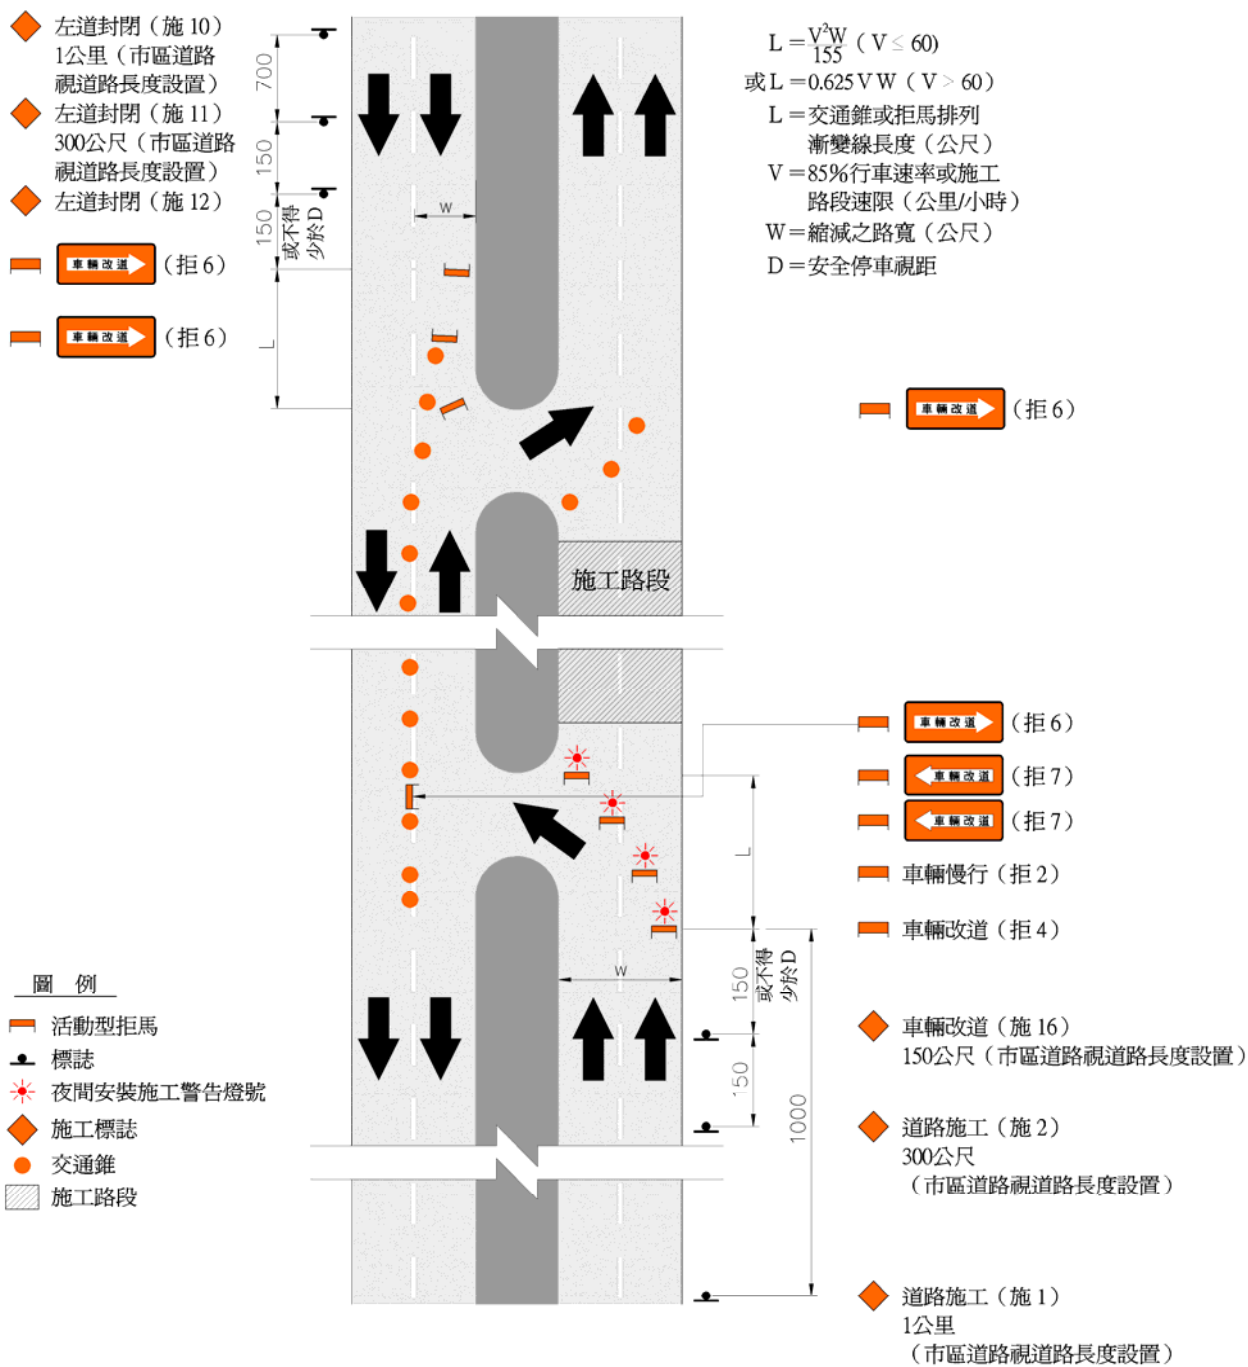 左道封閉（施 10）
1公里（市區道路
視道路長度設置）
左道封閉（施 11）
300公尺（市區道路
視道路長度設置）
左道封閉（施 12）
車輛改道
（拒 6）
車輛改道
（拒 6）
700
150
150
或不得
少於D
L
W
L = V²W/155（V ≤ 60）
或 L = 0.625 V W（V > 60）
L = 交通錐或拒馬排列
漸變線長度（公尺）
V = 85%行車速率或施工
路段速限（公里/小時）
W = 縮減之路寬（公尺）
D = 安全停車視距
車輛改道
（拒 6）
施工路段
車輛改道
（拒 6）
車輛改道
（拒 7）
車輛改道
（拒 7）
車輛慢行（拒 2）
車輛改道（拒 4）
L
W
150
或不得
少於D
150
1000
車輛改道（施 16）
150公尺（市區道路視道路長度設置）
道路施工（施 2）
300公尺
（市區道路視道路長度設置）
道路施工（施 1）
1公里
（市區道路視道路長度設置）
圖 例
活動型拒馬
標誌
夜間安裝施工警告燈號
施工標誌
交通錐
施工路段